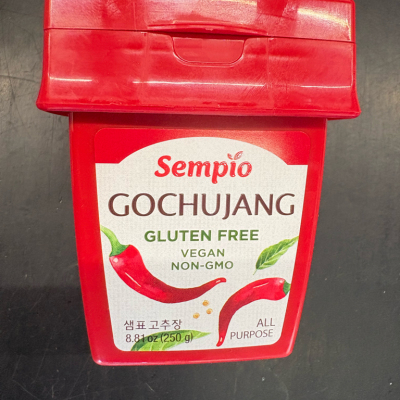 Sempio
GOCHUJANG
GLUTEN FREE
VEGAN
NON-GMO
샘표 고추장
8.81 oz (250 g)
ALL
PURPOSE